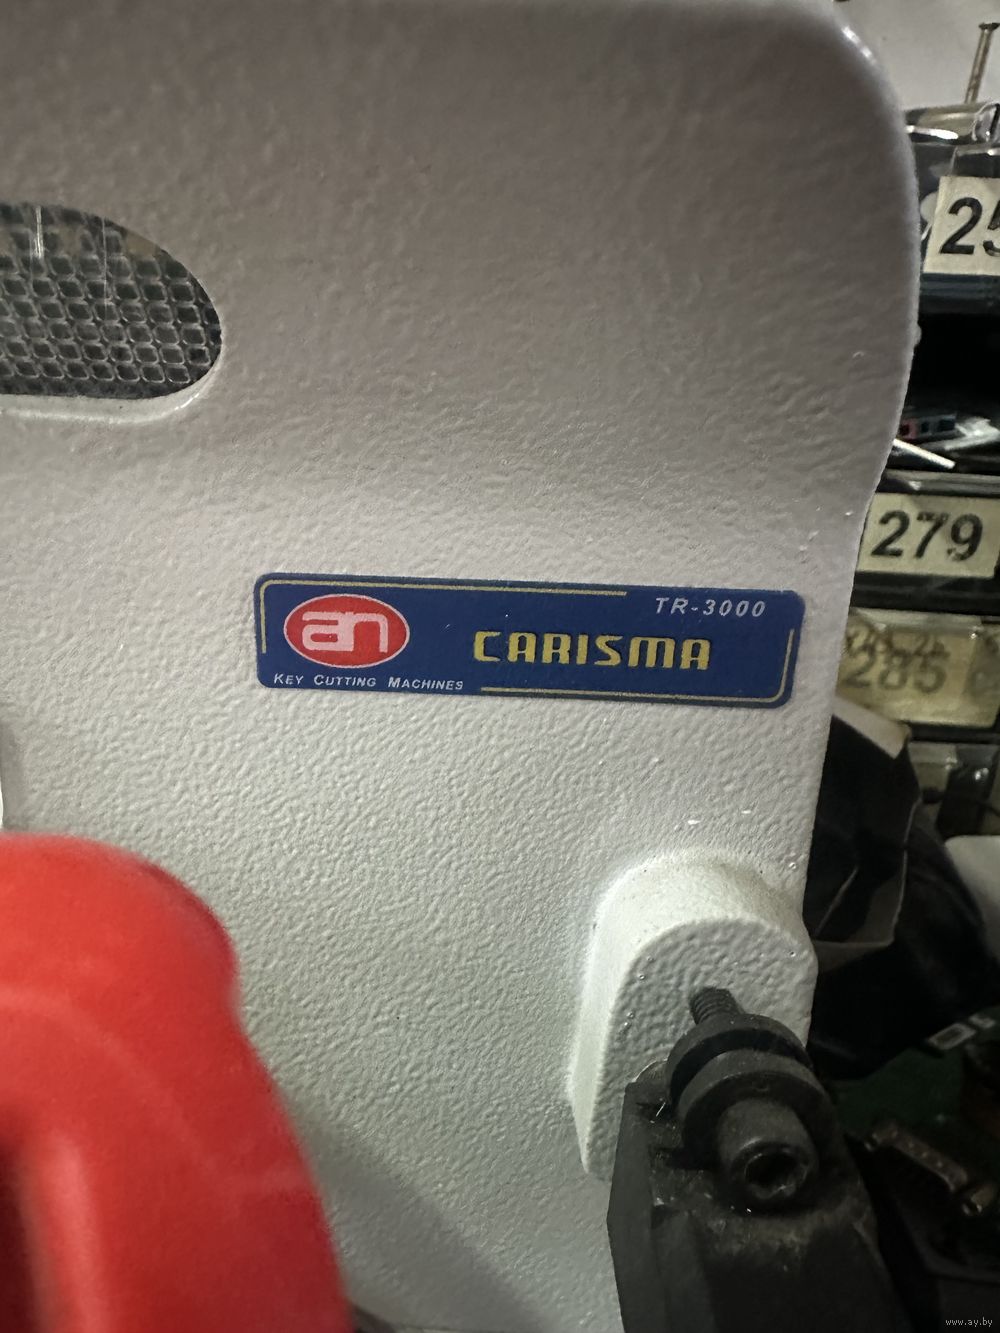 25
279
285
TR-3000
an
CARISMA
KEY CUTTING MACHINES
www.ay.by